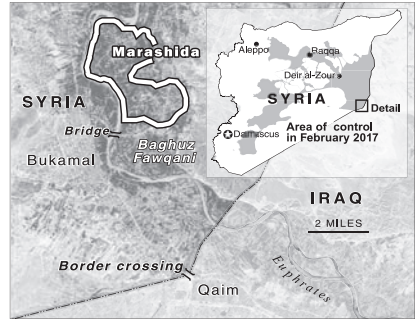 Marashida
SYRIA
Bridge
Baghuz
Fawqani
Bukamal
Aleppo
Raqqa
Deir al-Zour
SYRIA
Detail
Damascus
Area of control
in February 2017
IRAQ
2 MILES
Border crossing
Qaim
Euphrates